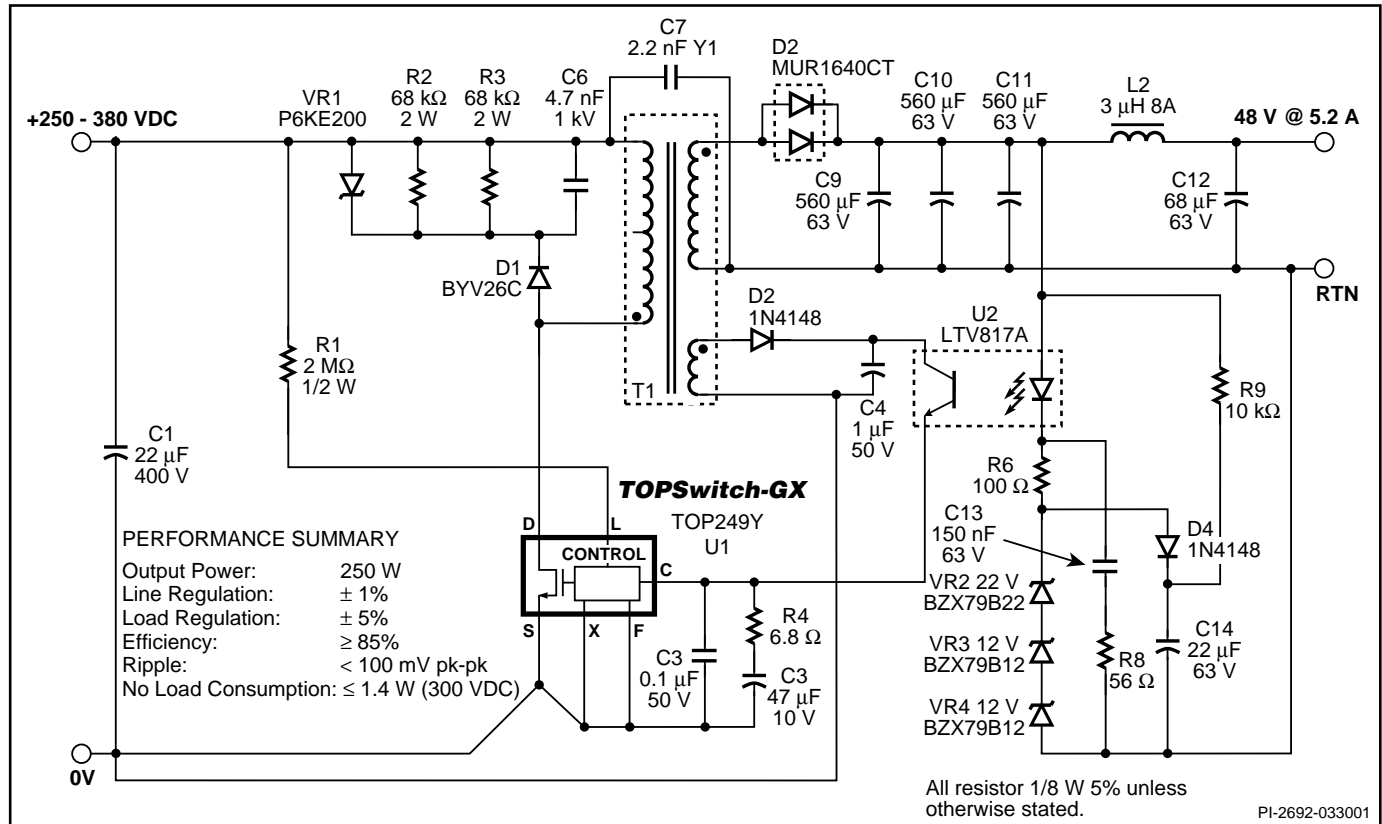 C7
2.2 nF Y1
D2
MUR1640CT
+250 - 380 VDC
VR1
P6KE200
R2
68 kΩ
2 W
R3
68 kΩ
2 W
C6
4.7 nF
1 kV
C10
560 µF
63 V
C11
560 µF
63 V
L2
3 µH 8A
48 V @ 5.2 A
C9
560 µF
63 V
C12
68 µF
63 V
RTN
D1
BYV26C
D2
1N4148
U2
LTV817A
R1
2 MΩ
1/2 W
T1
C4
1 µF
50 V
R9
10 kΩ
C1
22 µF
400 V
R6
100 Ω
TOPSwitch-GX
TOP249Y
U1
D
L
CONTROL
C
S
X
F
C13
150 nF
63 V
D4
1N4148
PERFORMANCE SUMMARY
Output Power: 250 W
Line Regulation: ± 1%
Load Regulation: ± 5%
Efficiency: ≥ 85%
Ripple: < 100 mV pk-pk
No Load Consumption: ≤ 1.4 W (300 VDC)
R4
6.8 Ω
C3
0.1 µF
50 V
C3
47 µF
10 V
VR2 22 V
BZX79B22
VR3 12 V
BZX79B12
VR4 12 V
BZX79B12
R8
56 Ω
C14
22 µF
63 V
0V
All resistor 1/8 W 5% unless
otherwise stated.
PI-2692-033001